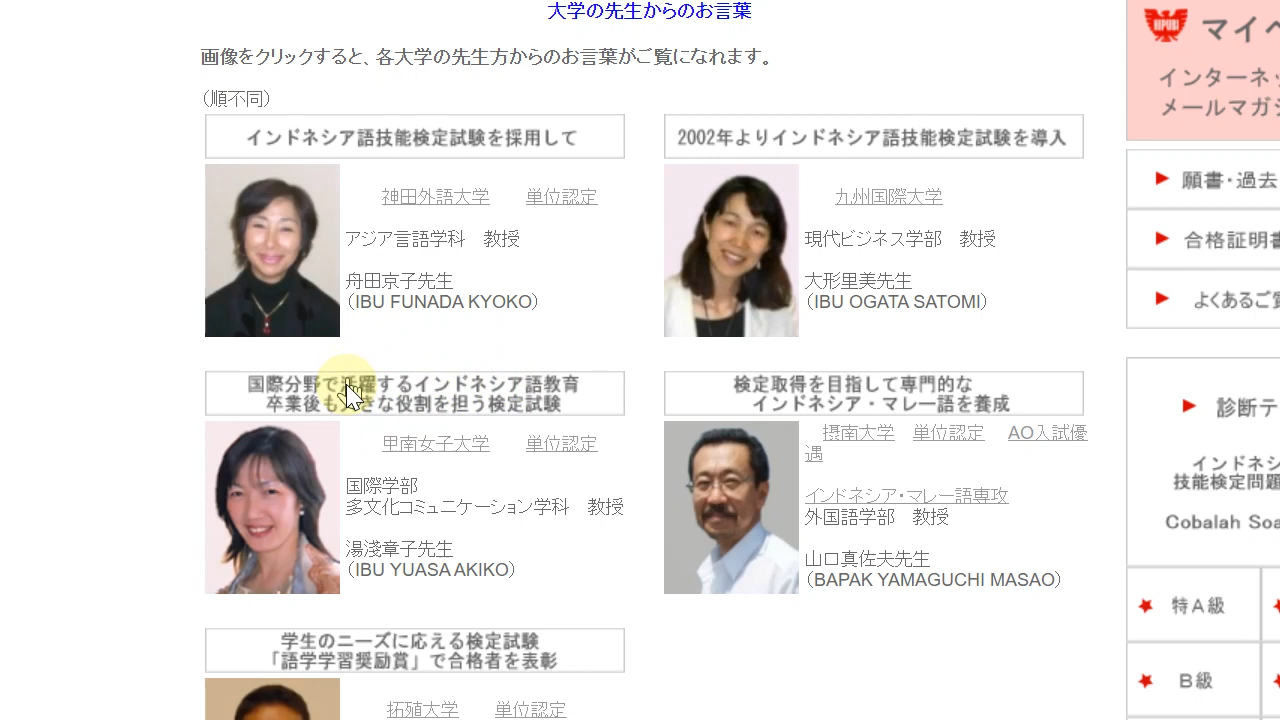 大学の先生からのお言葉
画像をクリックすると、各大学の先生方からのお言葉がご覧になれます。
（順不同）
インドネシア語技能検定試験を採用して
神田外語大学 単位認定
アジア言語学科 教授
舟田京子先生
（IBU FUNADA KYOKO）
2002年よりインドネシア語技能検定試験を導入
九州国際大学
現代ビジネス学部 教授
大形里美先生
（IBU OGATA SATOMI）
国際分野で活躍するインドネシア語教育
卒業後も大きな役割を担う検定試験
甲南女子大学 単位認定
国際学部
多文化コミュニケーション学科 教授
湯淺章子先生
（IBU YUASA AKIKO）
検定取得を目指して専門的な
インドネシア・マレー語を養成
摂南大学 単位認定 AO入試優
遇
インドネシア・マレー語専攻
外国語学部 教授
山口真佐夫先生
（BAPAK YAMAGUCHI MASAO）
学生のニーズに応える検定試験
「語学学習奨励賞」で合格者を表彰
拓殖大学 単位認定
HIPUBI
マイペ
インターネッ
メールマガジ
願書・過去
合格証明書
よくあるご質
診断テ
インドネシ
技能検定問題
Cobalah Soa
特A級
B級